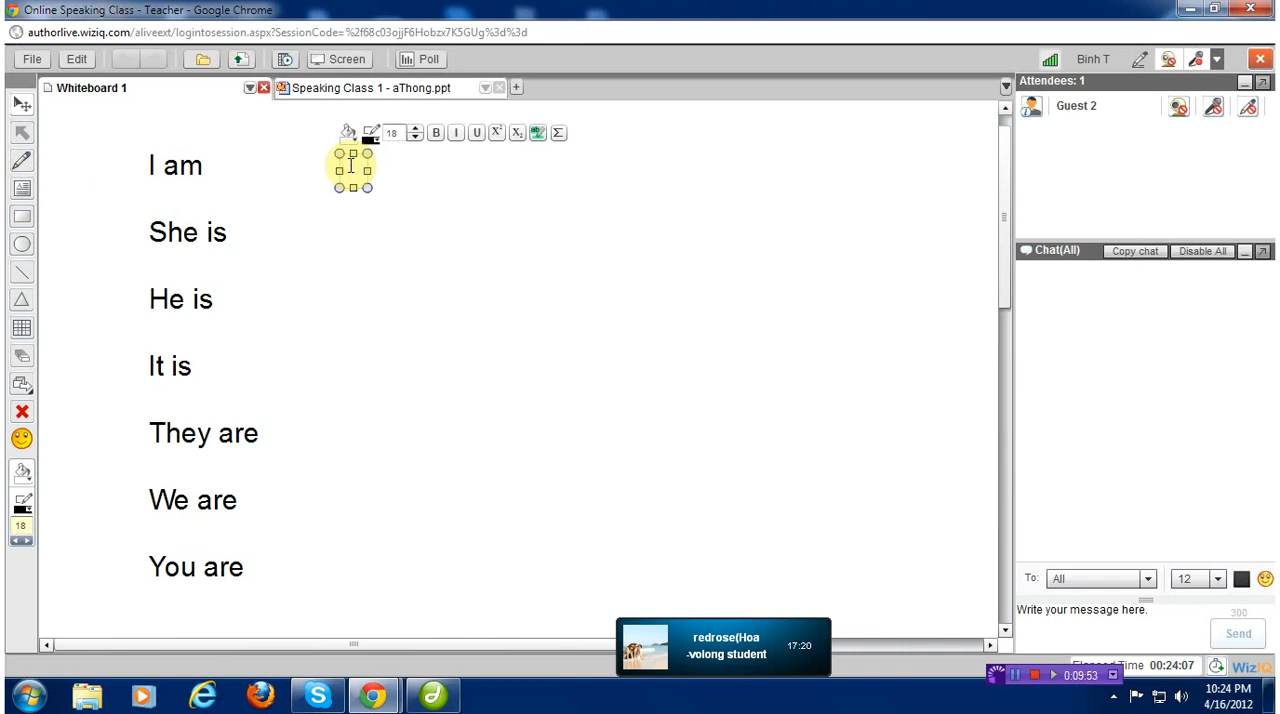 Online Speaking Class - Teacher - Google Chrome
authorlive.wiziq.com/aliveext/logintosession.aspx?SessionCode=%2f68c03ojjF6Hobzx7K5GUg%3d%3d
File Edit Screen Poll Binh T
Whiteboard 1 Speaking Class 1 - aThong.ppt +
Attendees: 1
Guest 2
18 B I U X² X₂ Σ
I am
She is
He is
It is
They are
We are
You are
18
Chat(All) Copy chat Disable All
To: All 12
Write your message here. 300
Send
redrose(Hoa
-volong student
17:20
Elapsed Time 00:24:07 WizIQ
0:09:53
10:24 PM
4/16/2012